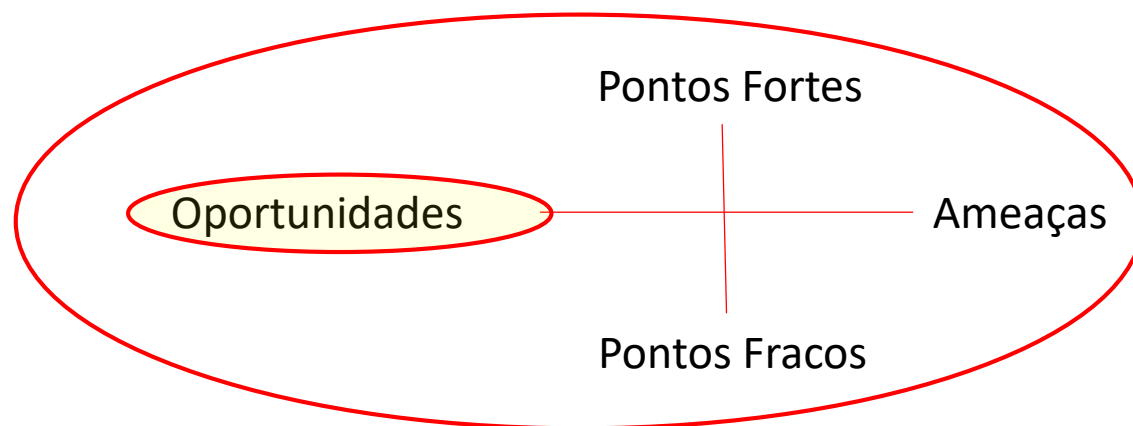 Pontos Fortes
Oportunidades
Ameaças
Pontos Fracos